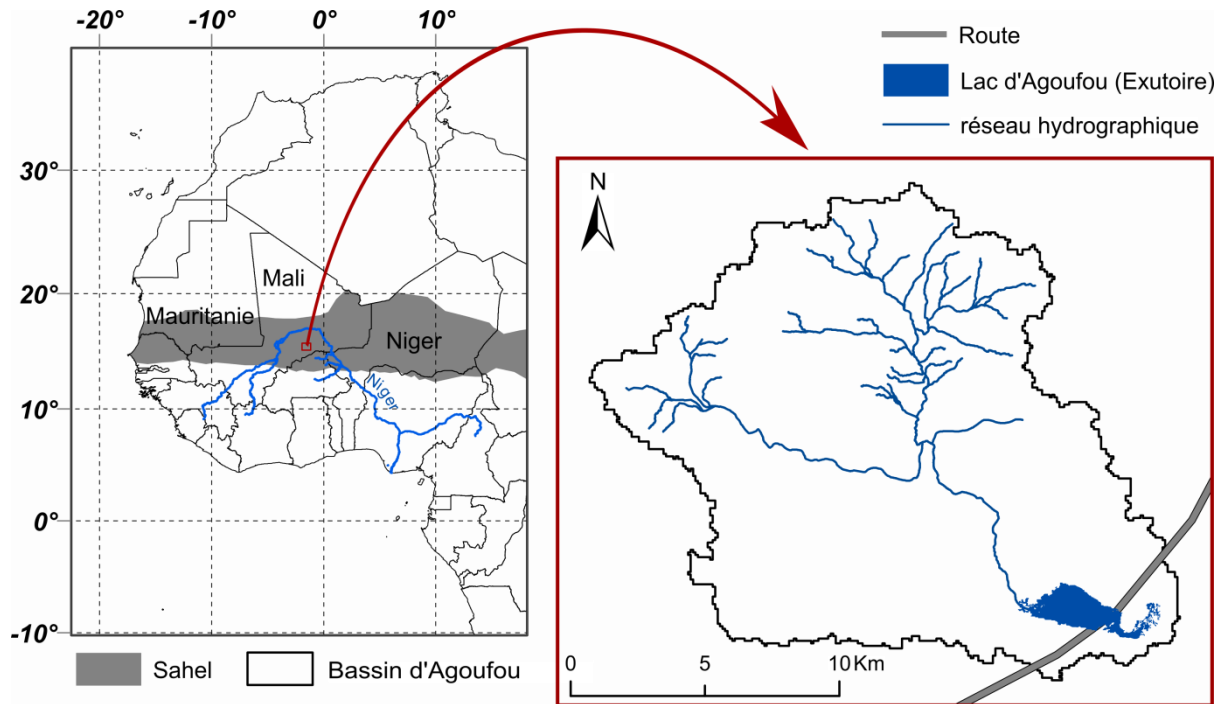 -20° -10° 0° 10°
30°
20°
10°
0°
-10°
Mali
Mauritanie
Niger
Niger
Sahel
Bassin d'Agoufou
Route
Lac d'Agoufou (Exutoire)
réseau hydrographique
N
0 5 10 Km